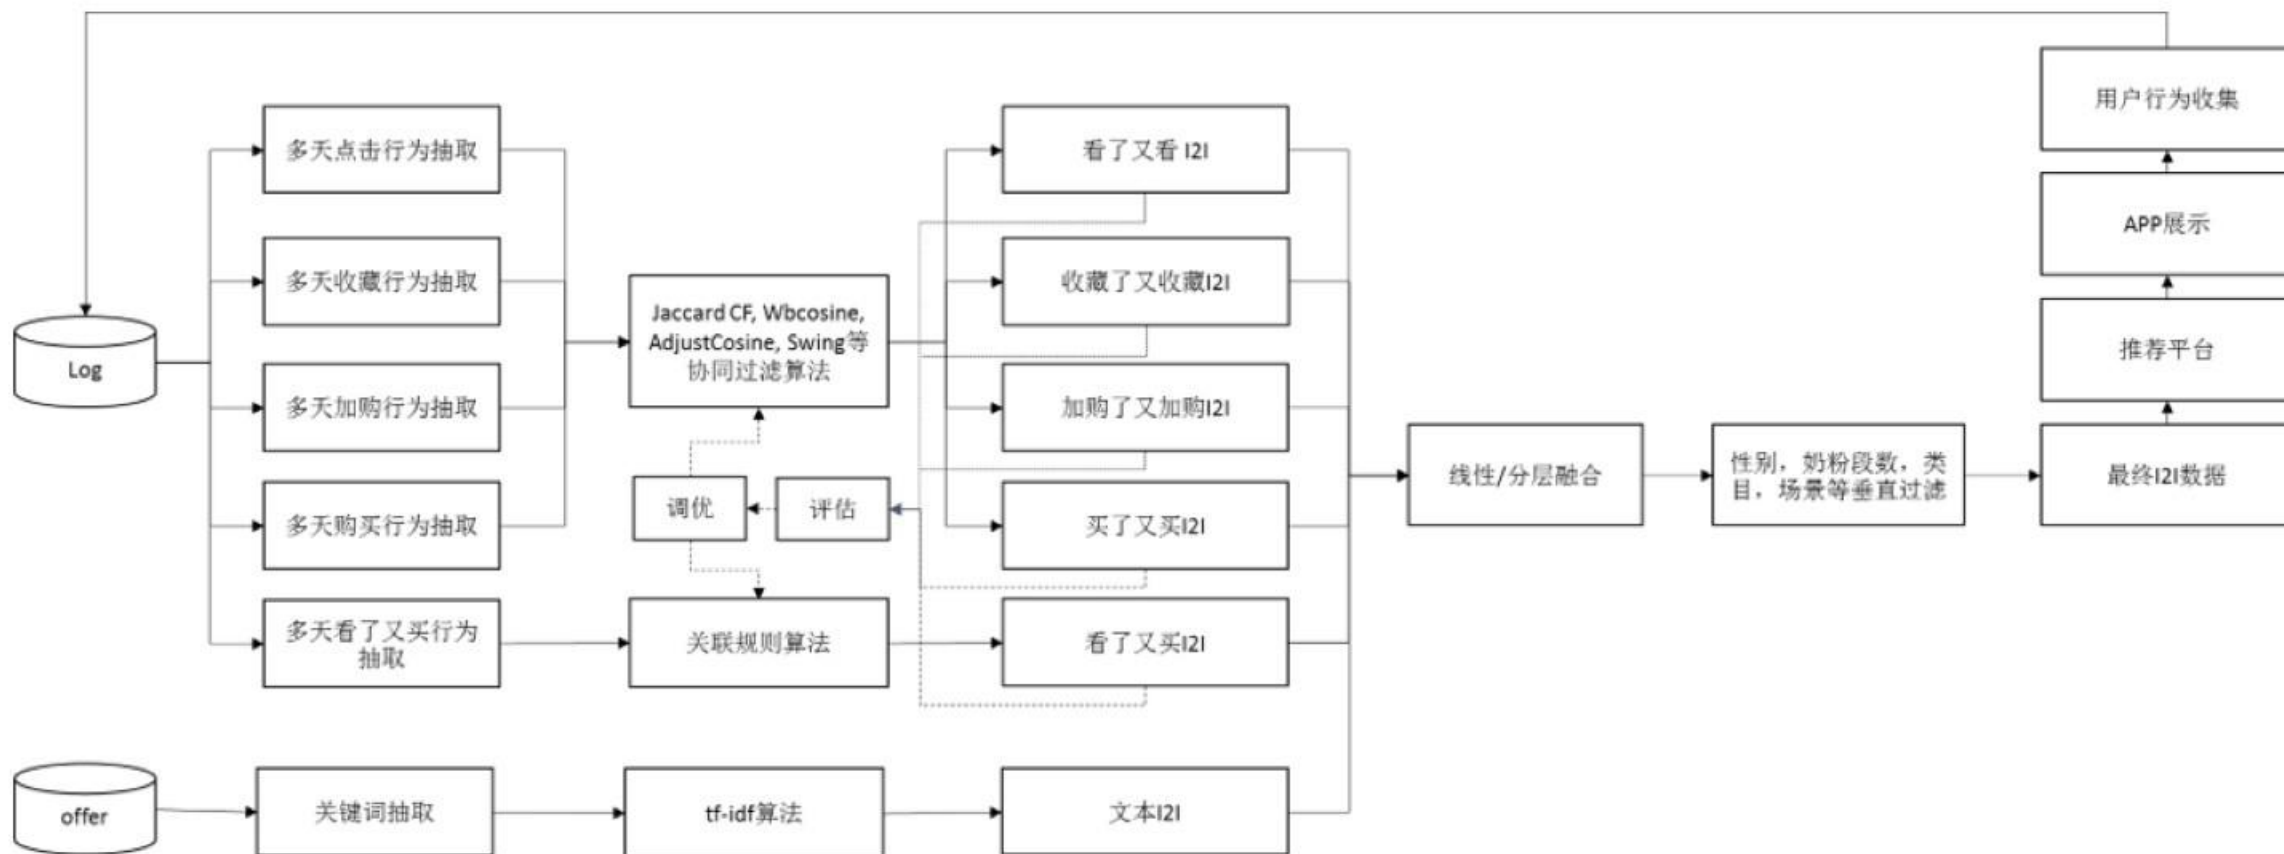 用户行为收集
多天点击行为抽取
看了又看 I2I
APP展示
多天收藏行为抽取
收藏了又收藏I2I
Jaccard CF, Wbcosine,
AdjustCosine, Swing等
协同过滤算法
推荐平台
Log
多天加购行为抽取
加购了又加购I2I
线性/分层融合
性别，奶粉段数，类
目，场景等垂直过滤
最终I2I数据
多天购买行为抽取
调优
评估
买了又买I2I
多天看了又买行为
抽取
关联规则算法
看了又买I2I
offer
关键词抽取
tf-idf算法
文本I2I